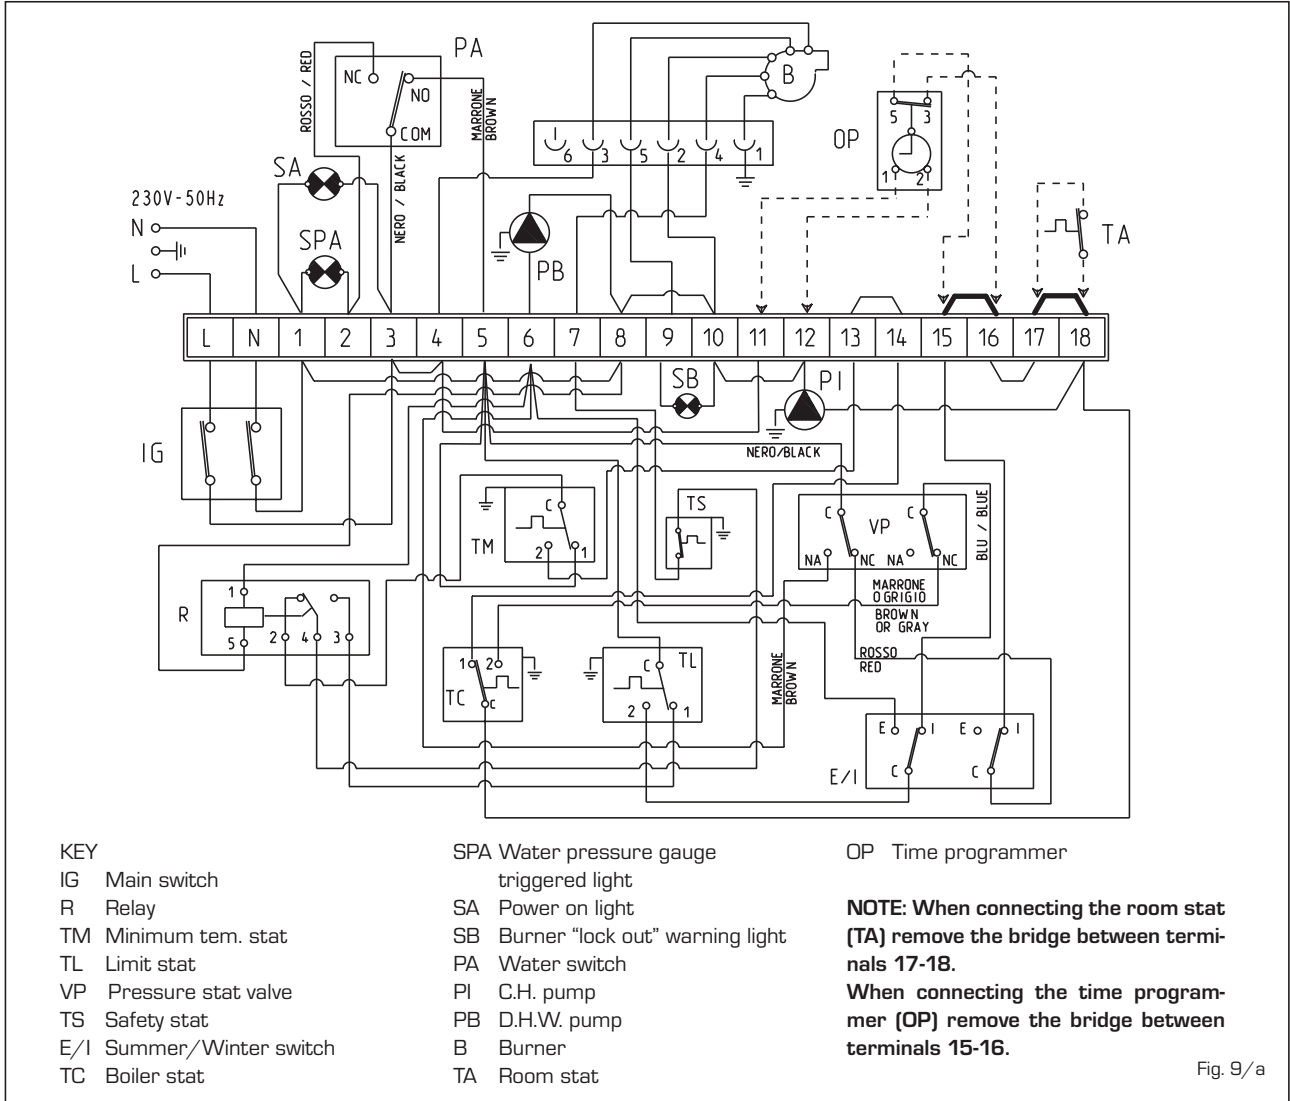 PA
NC
NO
COM
ROSSO / RED
MARRONE
BROWN
NERO / BLACK
SA
SPA
230V-50Hz
N
L
B
6 3 5 2 4 1
PB
OP
5 3
1 2
TA
L N 1 2 3 4 5 6 7 8 9 10 11 12 13 14 15 16 17 18
IG
SB
PI
NERO/BLACK
TM
C
2 1
TS
VP
C C
NA NC NA NC
BLU / BLUE
MARRONE
O GRIGIO
BROWN
OR GRAY
ROSSO
RED
MARRONE
BROWN
R
1
5 2 4 3
TC
1 2
C
TL
C
2 1
E/I
E I E I
C C
KEY
IG Main switch
R Relay
TM Minimum tem. stat
TL Limit stat
VP Pressure stat valve
TS Safety stat
E/I Summer/Winter switch
TC Boiler stat
SPA Water pressure gauge
triggered light
SA Power on light
SB Burner “lock out” warning light
PA Water switch
PI C.H. pump
PB D.H.W. pump
B Burner
TA Room stat
OP Time programmer
NOTE: When connecting the room stat
(TA) remove the bridge between termi-
nals 17-18.
When connecting the time program-
mer (OP) remove the bridge between
terminals 15-16.
Fig. 9/a